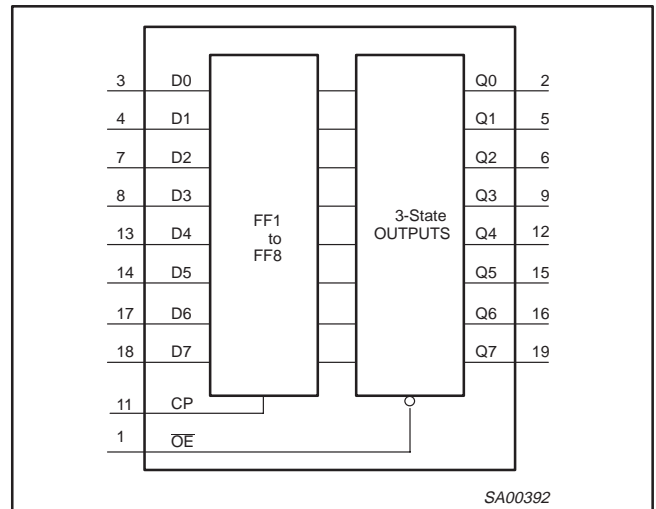 3 D0 Q0 2
4 D1 Q1 5
7 D2 Q2 6
8 D3 Q3 9
FF1
to
FF8
3-State
OUTPUTS
13 D4 Q4 12
14 D5 Q5 15
17 D6 Q6 16
18 D7 Q7 19
11 CP
1 O̅E̅
SA00392